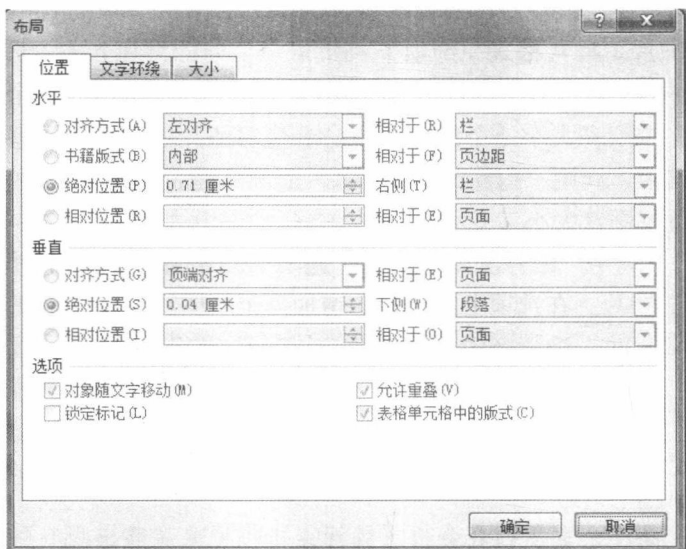 布局
位置 文字环绕 大小
水平
对齐方式(A) 左对齐 相对于(R) 栏
书籍版式(B) 内部 相对于(F) 页边距
绝对位置(P) 0.71 厘米 右侧(T) 栏
相对位置(R) 相对于(E) 页面
垂直
对齐方式(G) 顶端对齐 相对于(E) 页面
绝对位置(S) 0.04 厘米 下侧(W) 段落
相对位置(I) 相对于(O) 页面
选项
对象随文字移动(M) 允许重叠(V)
锁定标记(L) 表格单元格中的版式(C)
确定 取消